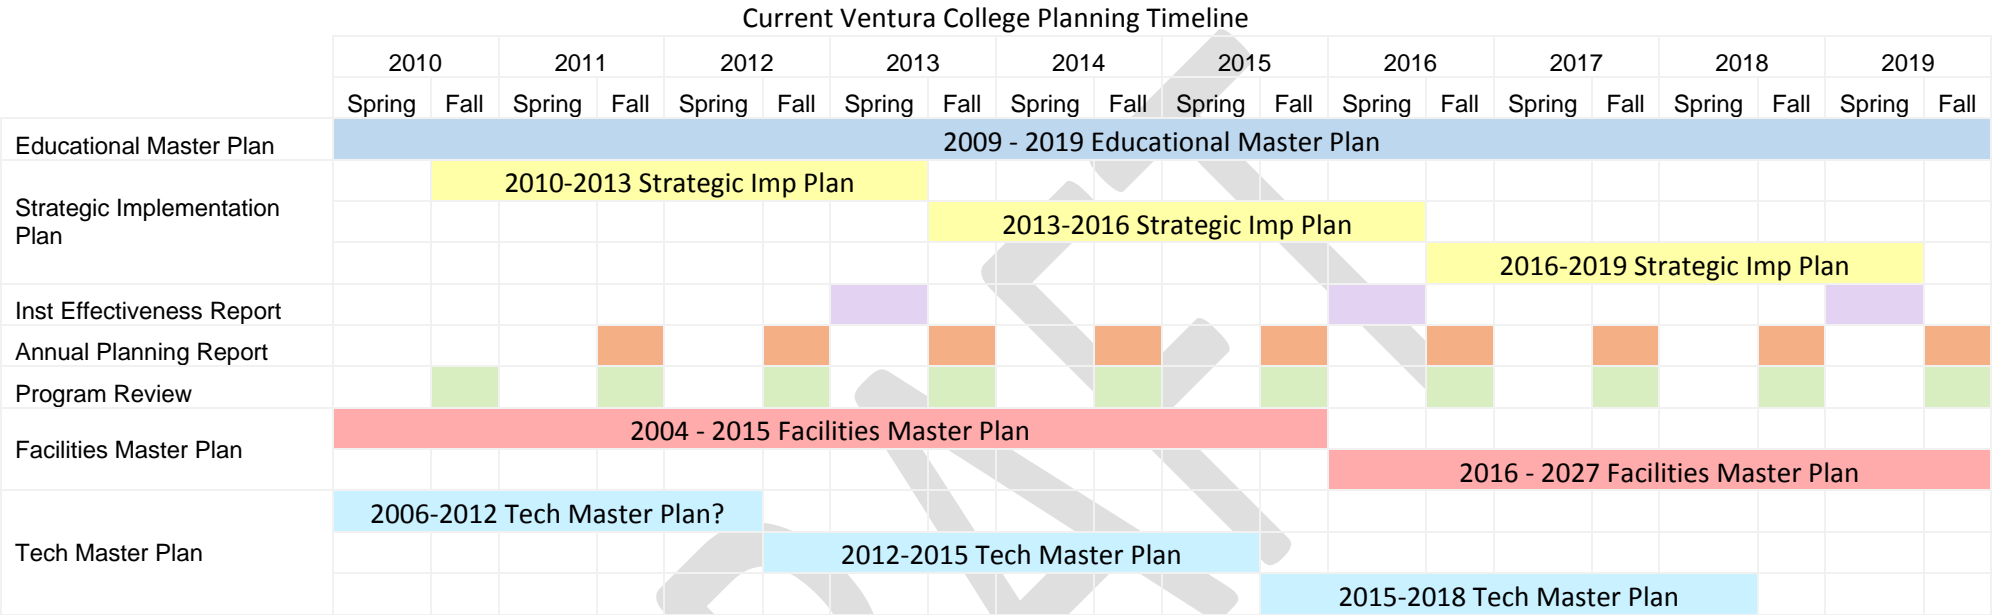 Current Ventura College Planning Timeline
2010 2011 2012 2013 2014 2015 2016 2017 2018 2019
Spring Fall Spring Fall Spring Fall Spring Fall Spring Fall Spring Fall Spring Fall Spring Fall Spring Fall Spring Fall
Educational Master Plan 2009 - 2019 Educational Master Plan
2010-2013 Strategic Imp Plan
Strategic Implementation
Plan
2013-2016 Strategic Imp Plan
2016-2019 Strategic Imp Plan
Inst Effectiveness Report
Annual Planning Report
Program Review
Facilities Master Plan
2004 - 2015 Facilities Master Plan
2016 - 2027 Facilities Master Plan
Tech Master Plan
2006-2012 Tech Master Plan?
2012-2015 Tech Master Plan
2015-2018 Tech Master Plan
DRAFT